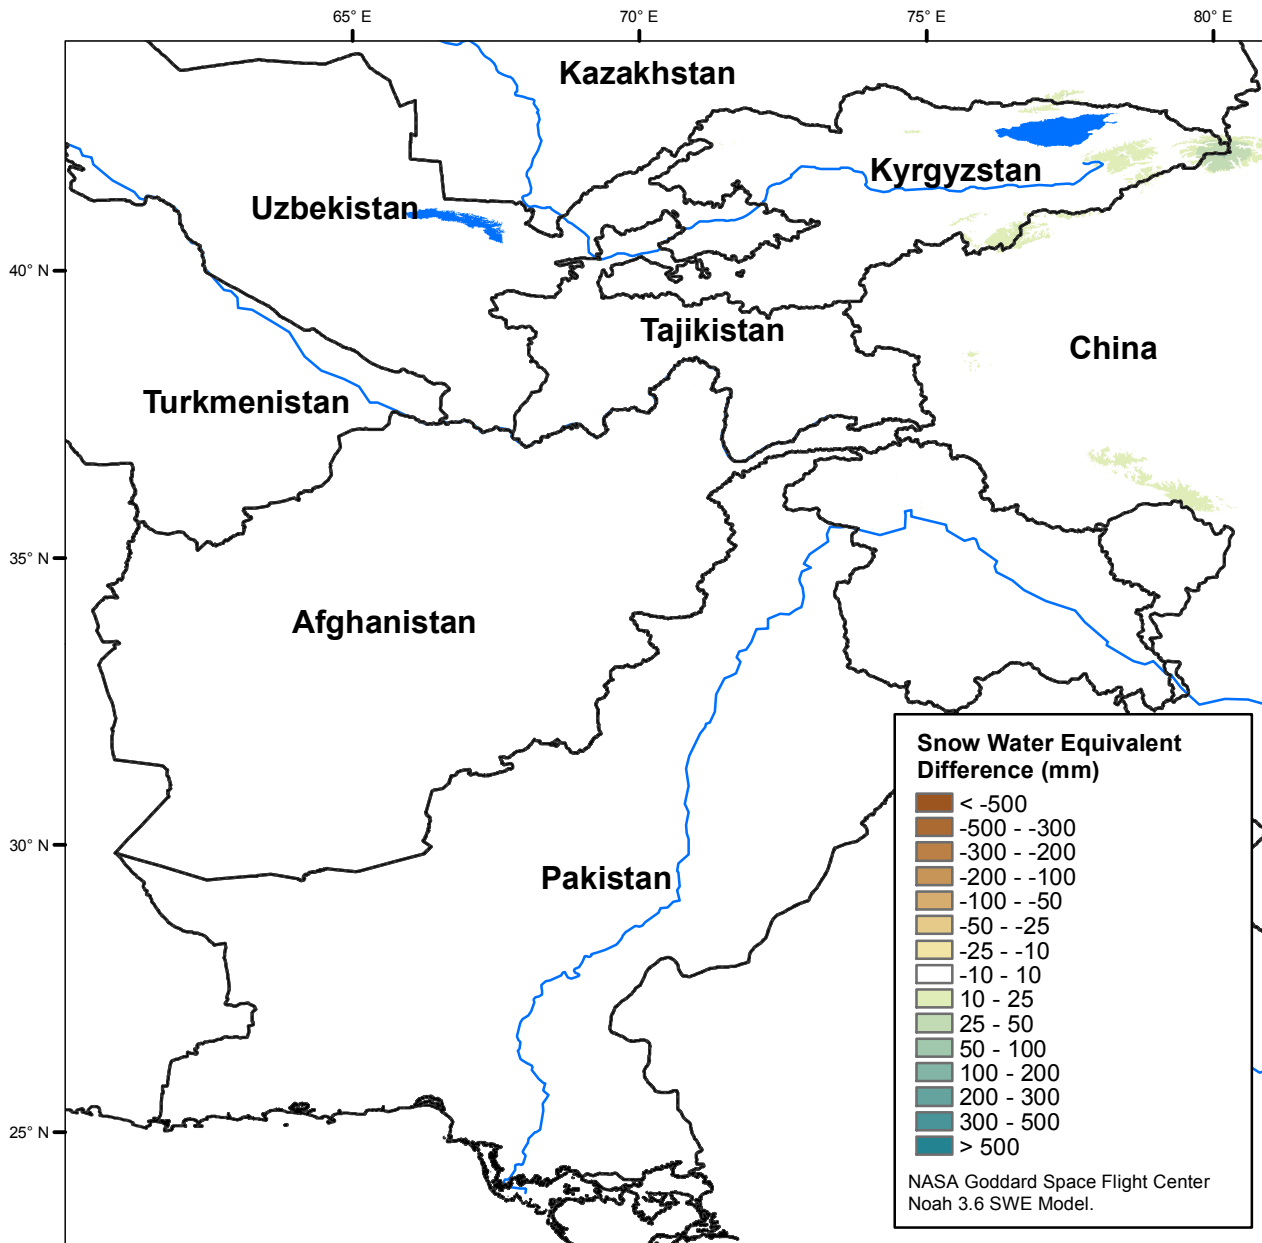 65° E
70° E
75° E
80° E
Kazakhstan
Kyrgyzstan
Uzbekistan
40° N
Tajikistan
China
Turkmenistan
35° N
Afghanistan
Snow Water Equivalent
Difference (mm)
< -500
-500 - -300
-300 - -200
-200 - -100
-100 - -50
-50 - -25
-25 - -10
-10 - 10
10 - 25
25 - 50
50 - 100
100 - 200
200 - 300
300 - 500
> 500
NASA Goddard Space Flight Center
Noah 3.6 SWE Model.
30° N
Pakistan
25° N